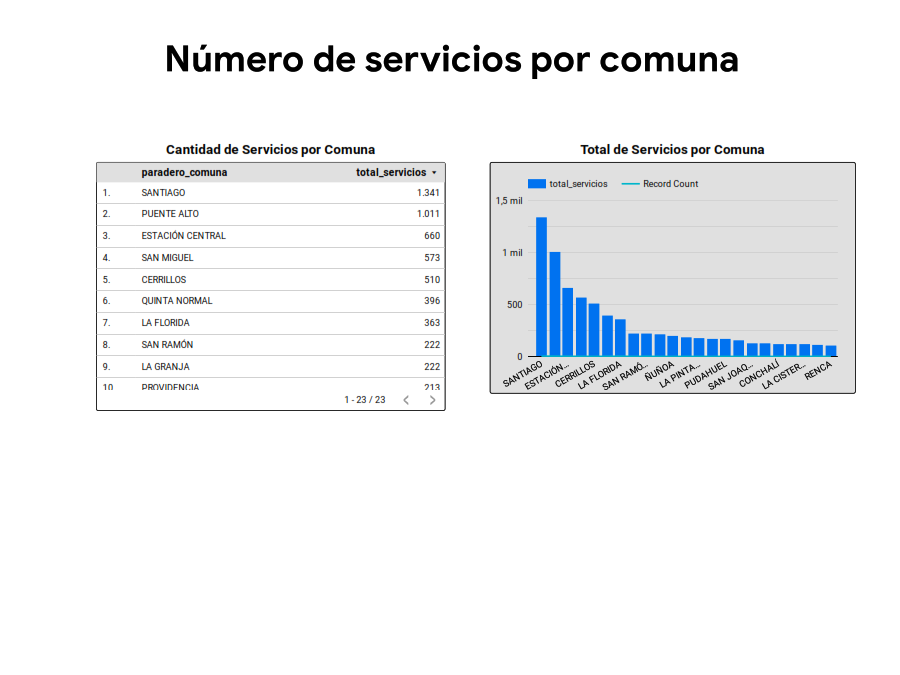 Número de servicios por comuna
Cantidad de Servicios por Comuna
paradero_comuna total_servicios
1. SANTIAGO 1.341
2. PUENTE ALTO 1.011
3. ESTACIÓN CENTRAL 660
4. SAN MIGUEL 573
5. CERRILLOS 510
6. QUINTA NORMAL 396
7. LA FLORIDA 363
8. SAN RAMÓN 222
9. LA GRANJA 222
10. PROVIDENCIA 213
1 - 23 / 23
Total de Servicios por Comuna
total_servicios Record Count
1,5 mil
1 mil
500
0
SANTIAGO
ESTACIÓN...
CERRILLOS
LA FLORIDA
SAN RAMÓ...
ÑUÑOA
LA PINTA...
PUDAHUEL
SAN JOAQ...
CONCHALÍ
LA CISTER...
RENCA